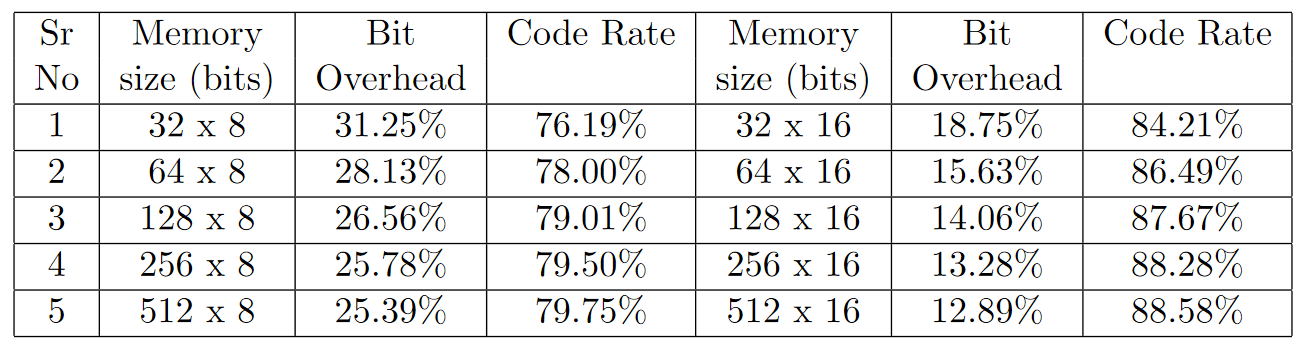 Sr Memory Bit Code Rate Memory Bit Code Rate
No size (bits) Overhead size (bits) Overhead
1 32 x 8 31.25% 76.19% 32 x 16 18.75% 84.21%
2 64 x 8 28.13% 78.00% 64 x 16 15.63% 86.49%
3 128 x 8 26.56% 79.01% 128 x 16 14.06% 87.67%
4 256 x 8 25.78% 79.50% 256 x 16 13.28% 88.28%
5 512 x 8 25.39% 79.75% 512 x 16 12.89% 88.58%